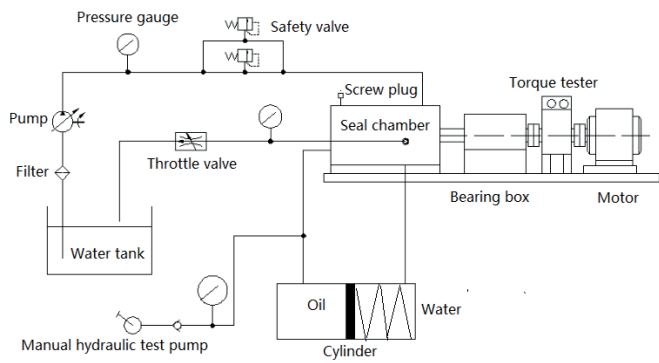 Pressure gauge
Safety valve
Screw plug
Torque tester
Pump
Seal chamber
Throttle valve
Filter
Bearing box
Motor
Water tank
Oil
Water
Manual hydraulic test pump
Cylinder